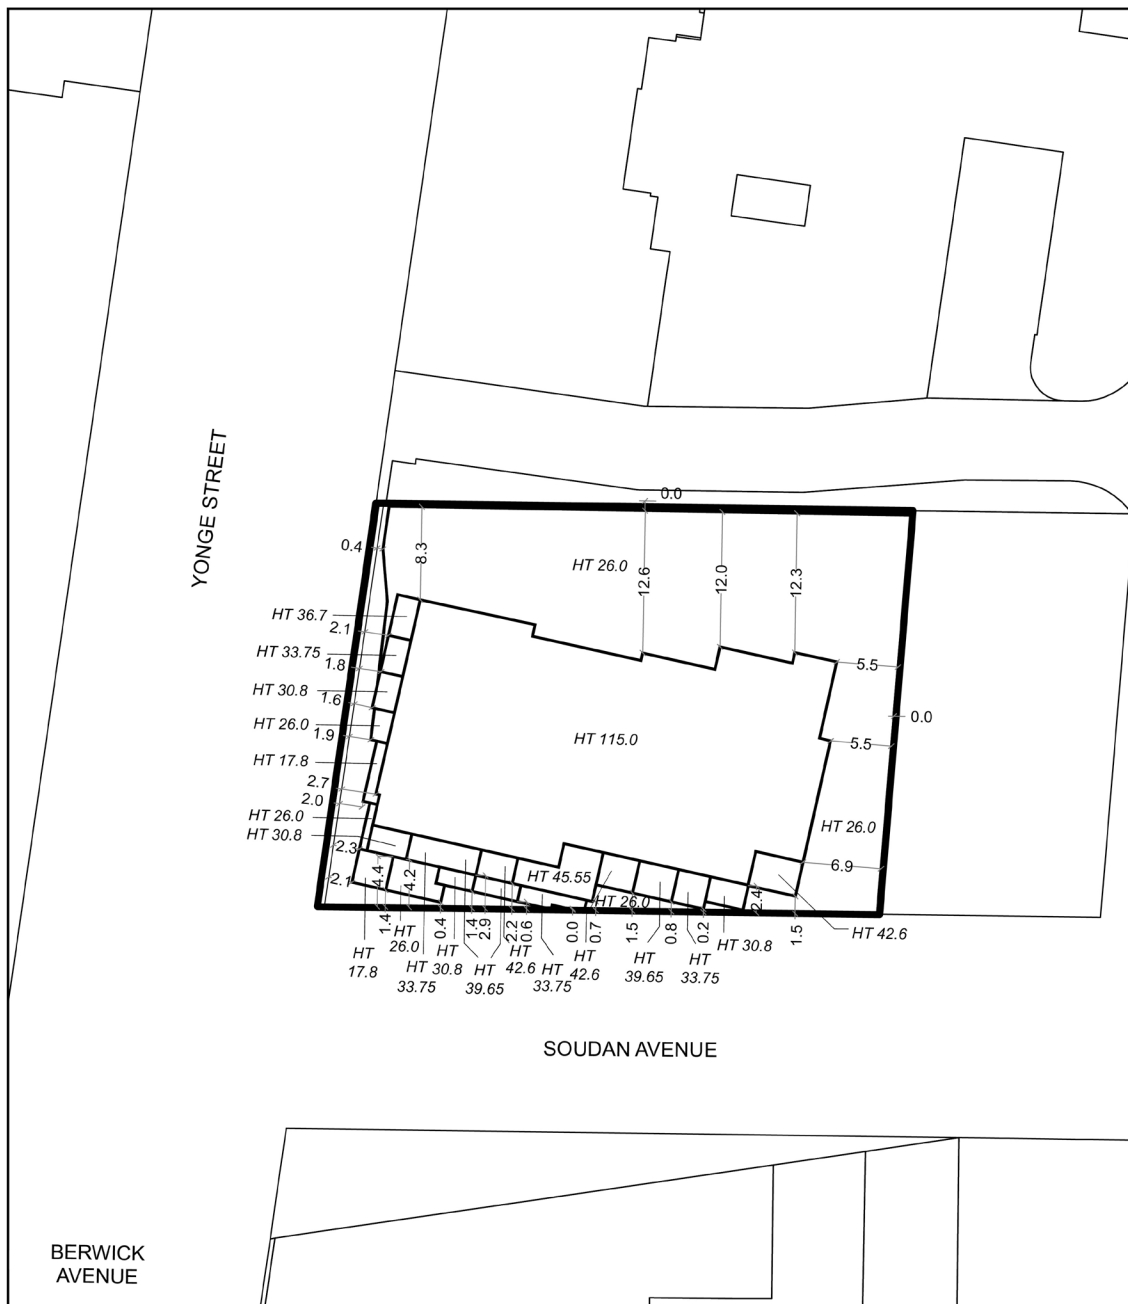 YONGE STREET
0.0
0.4
8.3
HT 26.0
12.6
12.0
12.3
HT 36.7
2.1
HT 33.75
1.8
5.5
HT 30.8
1.6
0.0
HT 26.0
1.9
HT 115.0
5.5
HT 17.8
2.7
2.0
HT 26.0
HT 26.0
HT 30.8
2.3
6.9
4.4
4.2
HT 45.55
2.1
HT 26.0
2.4
1.4
HT
26.0
0.4
1.4
2.9
2.2
0.6
0.0
0.7
1.5
0.8
0.2
1.5
HT 42.6
HT
17.8
HT
33.75
HT
30.8
HT
39.65
HT
42.6
HT
33.75
HT
42.6
HT
39.65
HT
33.75
HT 30.8
SOUDAN AVENUE
BERWICK
AVENUE